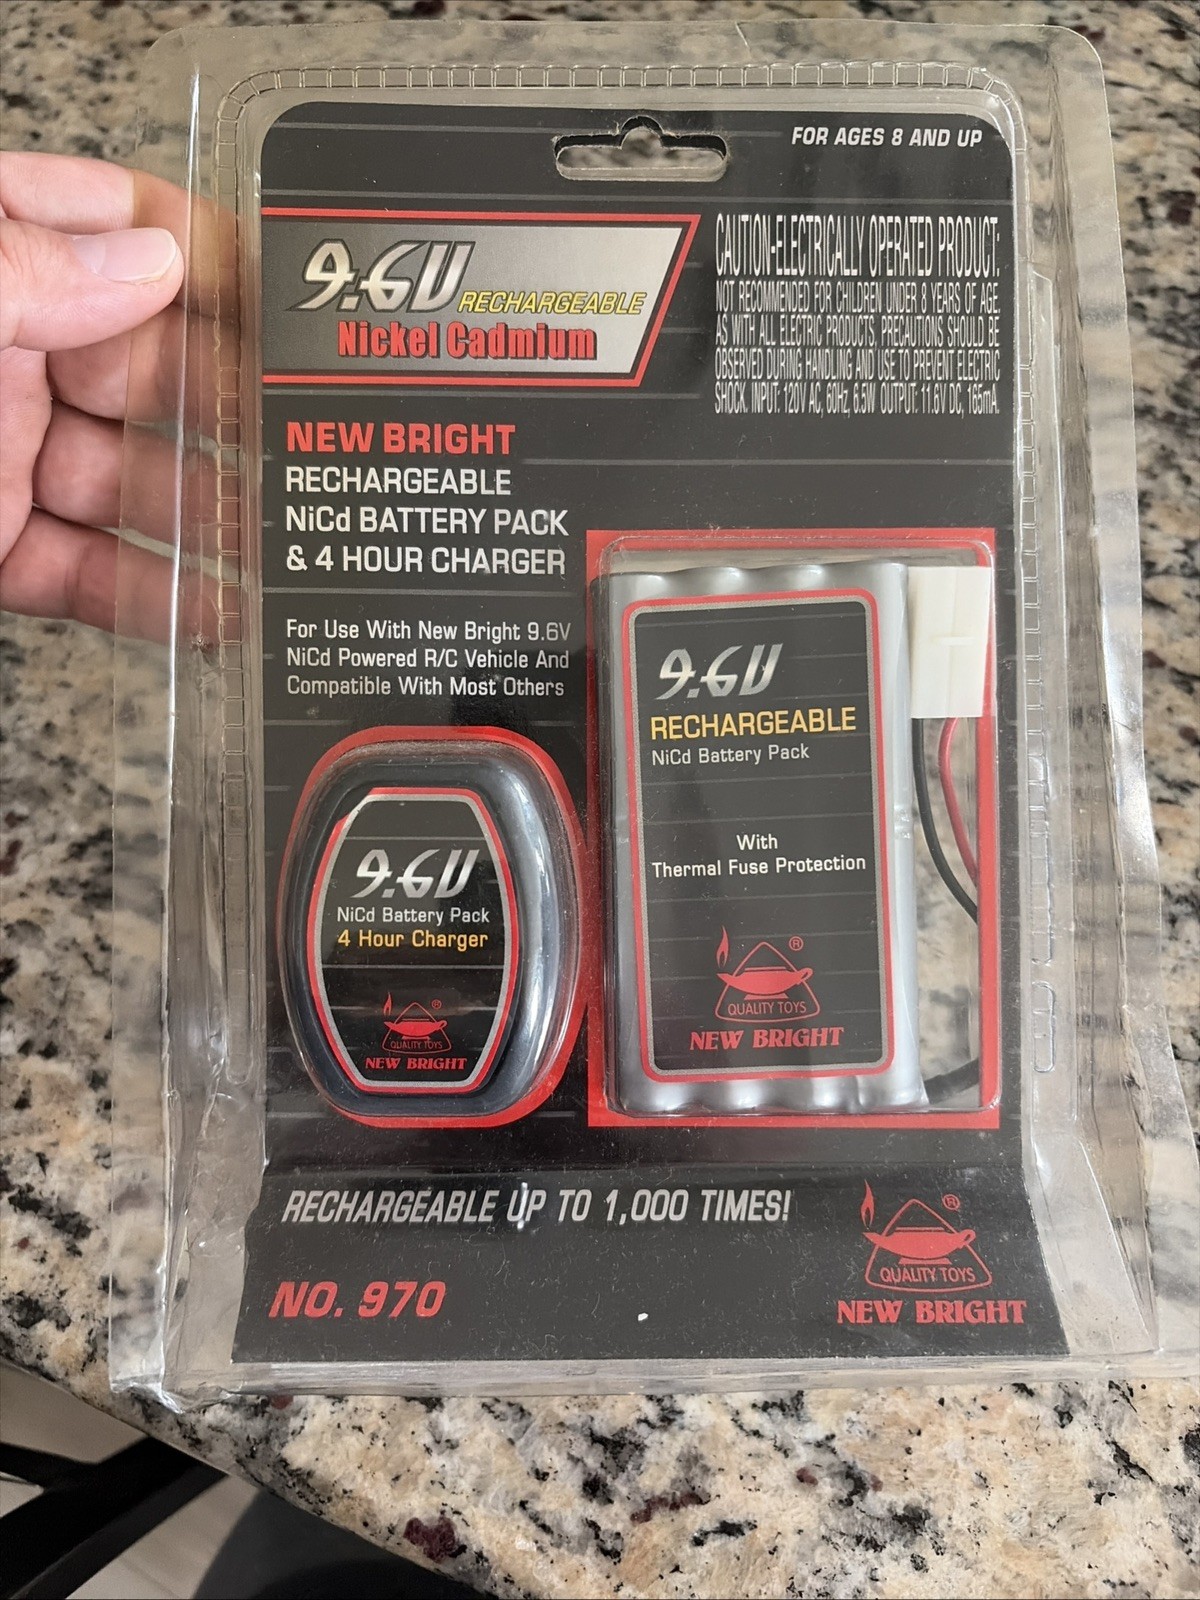 FOR AGES 8 AND UP
9.6V RECHARGEABLE
Nickel Cadmium
CAUTION-ELECTRICALLY OPERATED PRODUCT:
NOT RECOMMENDED FOR CHILDREN UNDER 8 YEARS OF AGE.
AS WITH ALL ELECTRIC PRODUCTS, PRECAUTIONS SHOULD BE
OBSERVED DURING HANDLING AND USE TO PREVENT ELECTRIC
SHOCK. INPUT: 120V AC, 60Hz, 6.5W OUTPUT: 11.6V DC, 165mA.
NEW BRIGHT
RECHARGEABLE
NiCd BATTERY PACK
& 4 HOUR CHARGER
For Use With New Bright 9.6V
NiCd Powered R/C Vehicle And
Compatible With Most Others
9.6V
RECHARGEABLE
NiCd Battery Pack
With
Thermal Fuse Protection
®
QUALITY TOYS
NEW BRIGHT
9.6V
NiCd Battery Pack
4 Hour Charger
®
QUALITY TOYS
NEW BRIGHT
RECHARGEABLE UP TO 1,000 TIMES!
NO. 970
®
QUALITY TOYS
NEW BRIGHT